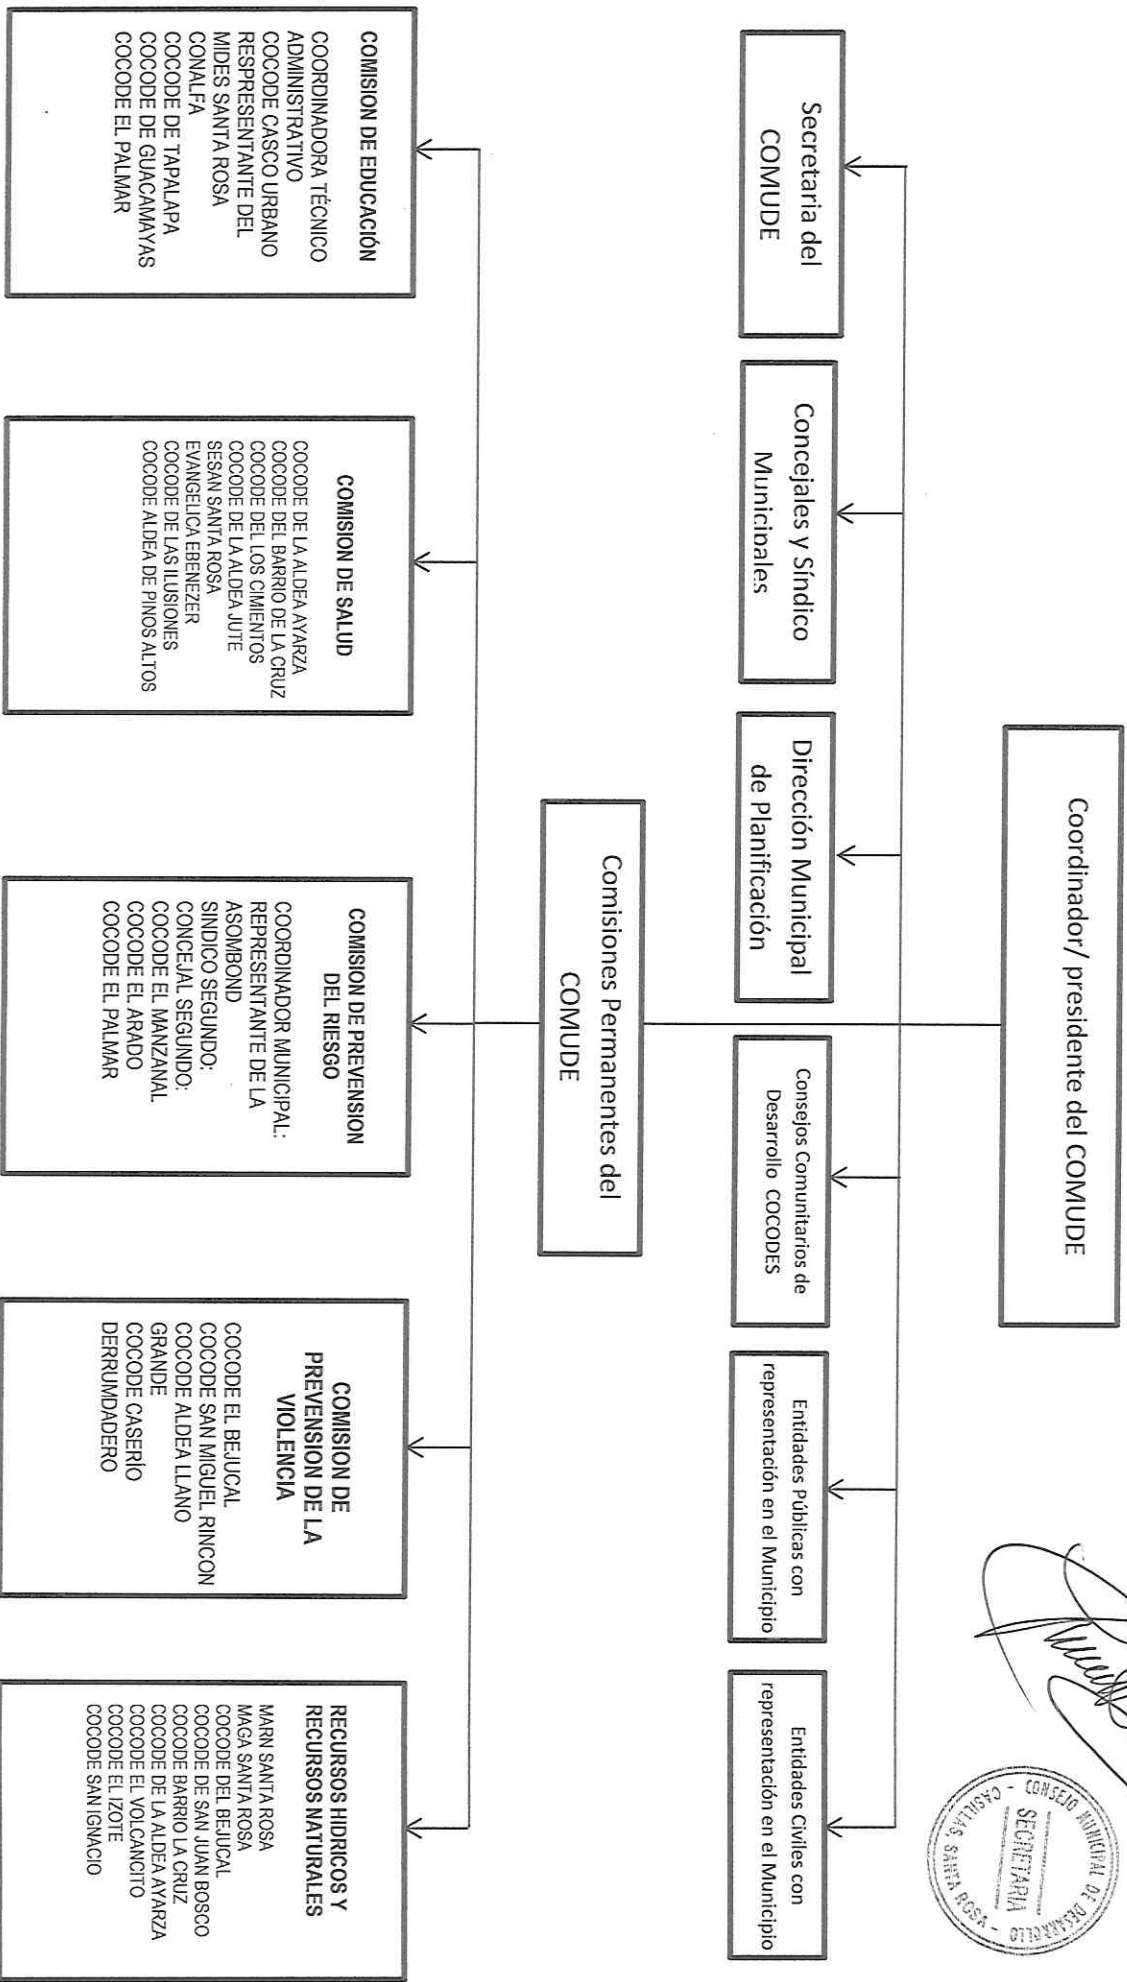 Coordinador/ presidente del COMUDE
CONSEJO MUNICIPAL DE DESARROLLO - CASILLAS, SANTA ROSA -
SECRETARIA
Secretaria del
COMUDE
Concejales y Síndico
Municipales
Dirección Municipal
de Planificación
Consejos Comunitarios de
Desarrollo COCODES
Entidades Públicas con
representación en el Municipio
Entidades Civiles con
representación en el Municipio
Comisiones Permanentes del
COMUDE
COMISION DE EDUCACIÓN
COORDINADORA TÉCNICO
ADMINISTRATIVO
COCODE CASCO URBANO
RESPRESENTANTE DEL
MIDES SANTA ROSA
CONALFA
COCODE DE TAPALAPA
COCODE DE GUACAMAYAS
COCODE EL PALMAR
COMISION DE SALUD
COCODE DE LA ALDEA AYARZA
COCODE DEL BARRIO DE LA CRUZ
COCODE DEL LOS CIMIENTOS
COCODE DE LA ALDEA JUTE
SESAN SANTA ROSA
EVANGELICA EBENEZER
COCODE DE LAS ILUSIONES
COCODE ALDEA DE PINOS ALTOS
COMISION DE PREVENSION
DEL RIESGO
COORDINADOR MUNICIPAL:
REPRESENTANTE DE LA
ASOMBOND
SINDICO SEGUNDO:
CONCEJAL SEGUNDO:
COCODE EL MANZANAL
COCODE EL ARADO
COCODE EL PALMAR
COMISION DE
PREVENSION DE LA
VIOLENCIA
COCODE EL BEJUCAL
COCODE SAN MIGUEL RINCON
COCODE ALDEA LLANO
GRANDE
COCODE CASERÍO
DERRUMDADERO
RECURSOS HIDRICOS Y
RECURSOS NATURALES
MARN SANTA ROSA
MAGA SANTA ROSA
COCODE DEL BEJUCAL
COCODE DE SAN JUAN BOSCO
COCODE BARRIO LA CRUZ
COCODE DE LA ALDEA AYARZA
COCODE EL VOLCANCITO
COCODE EL IZOTE
COCODE SAN IGNACIO